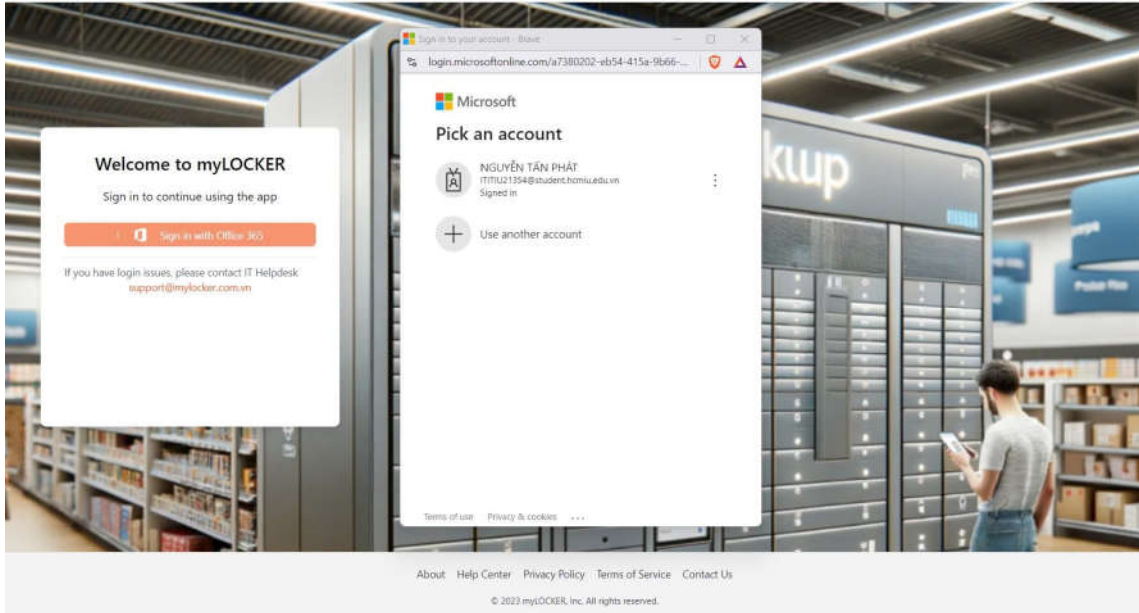 Welcome to myLOCKER
Sign in to continue using the app
Sign in with Office 365
If you have login issues, please contact IT Helpdesk
support@mylocker.com.vn
Sign in to your account - Brave
login.microsoftonline.com/a7380202-eb54-415a-9b66-...
Microsoft
Pick an account
NGUYỄN TẤN PHÁT
ITITIU21354@student.hcmiu.edu.vn
Signed in
Use another account
Terms of use Privacy & cookies ...
kup
About Help Center Privacy Policy Terms of Service Contact Us
© 2023 myLOCKER, Inc. All rights reserved.